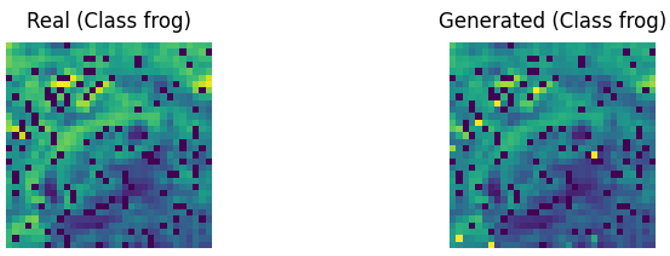 Real (Class frog)
Generated (Class frog)